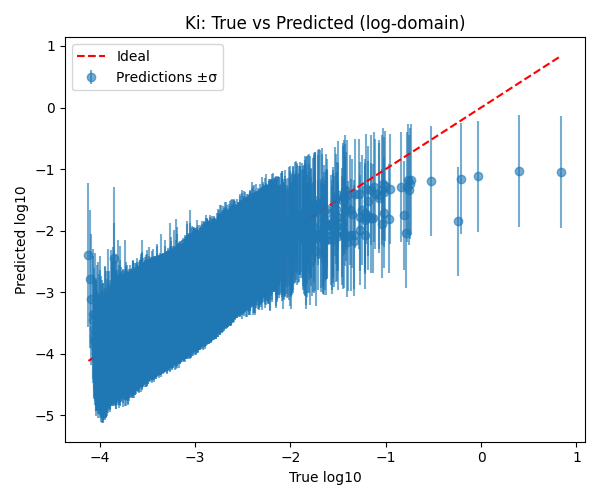 Ki: True vs Predicted (log-domain)
Ideal
Predictions ±σ
Predicted log10
1
0
−1
−2
−3
−4
−5
−4
−3
−2
−1
0
1
True log10